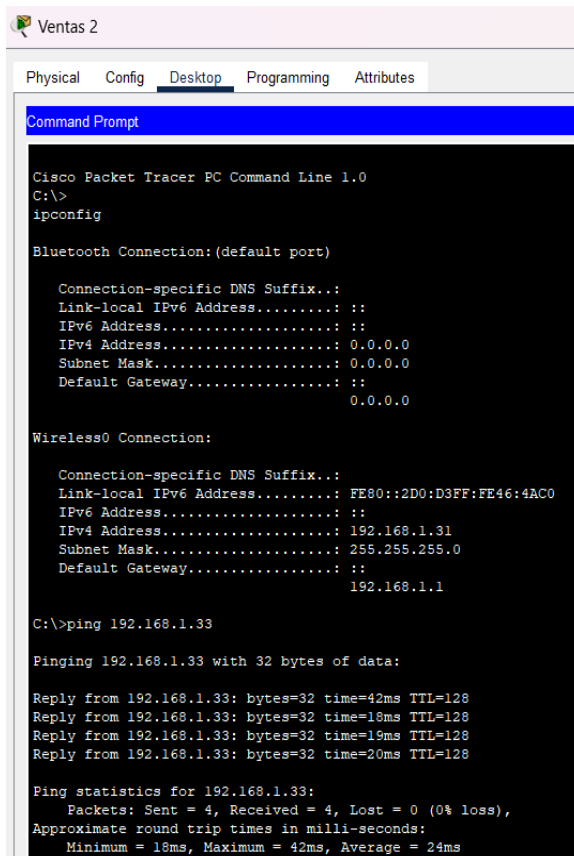 Ventas 2
Physical Config Desktop Programming Attributes
Command Prompt
Cisco Packet Tracer PC Command Line 1.0
C:\>
ipconfig
Bluetooth Connection:(default port)
Connection-specific DNS Suffix..:
Link-local IPv6 Address.........: ::
IPv6 Address....................: ::
IPv4 Address....................: 0.0.0.0
Subnet Mask.....................: 0.0.0.0
Default Gateway.................: ::
0.0.0.0
Wireless0 Connection:
Connection-specific DNS Suffix..:
Link-local IPv6 Address.........: FE80::2D0:D3FF:FE46:4AC0
IPv6 Address....................: ::
IPv4 Address....................: 192.168.1.31
Subnet Mask.....................: 255.255.255.0
Default Gateway.................: ::
192.168.1.1
C:\>ping 192.168.1.33
Pinging 192.168.1.33 with 32 bytes of data:
Reply from 192.168.1.33: bytes=32 time=42ms TTL=128
Reply from 192.168.1.33: bytes=32 time=18ms TTL=128
Reply from 192.168.1.33: bytes=32 time=19ms TTL=128
Reply from 192.168.1.33: bytes=32 time=20ms TTL=128
Ping statistics for 192.168.1.33:
Packets: Sent = 4, Received = 4, Lost = 0 (0% loss),
Approximate round trip times in milli-seconds:
Minimum = 18ms, Maximum = 42ms, Average = 24ms